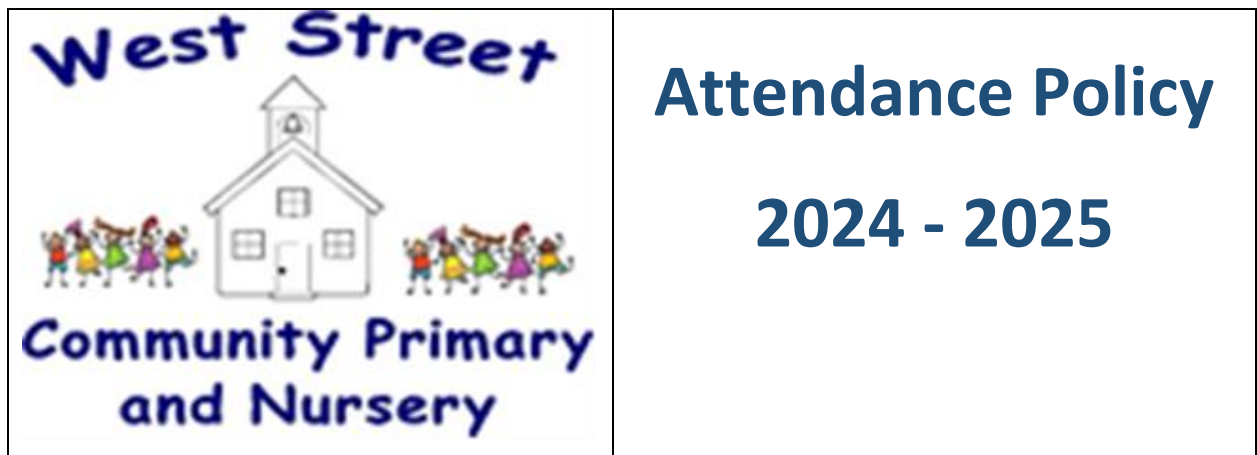 West Street
Community Primary
and Nursery
Attendance Policy
2024 - 2025